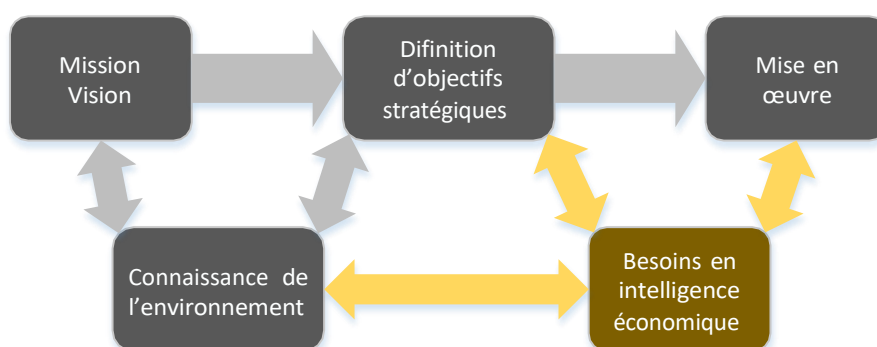 Mission
Vision
Difinition
d'objectifs
stratégiques
Mise en
œuvre
Connaissance de
l'environnement
Besoins en
intelligence
économique